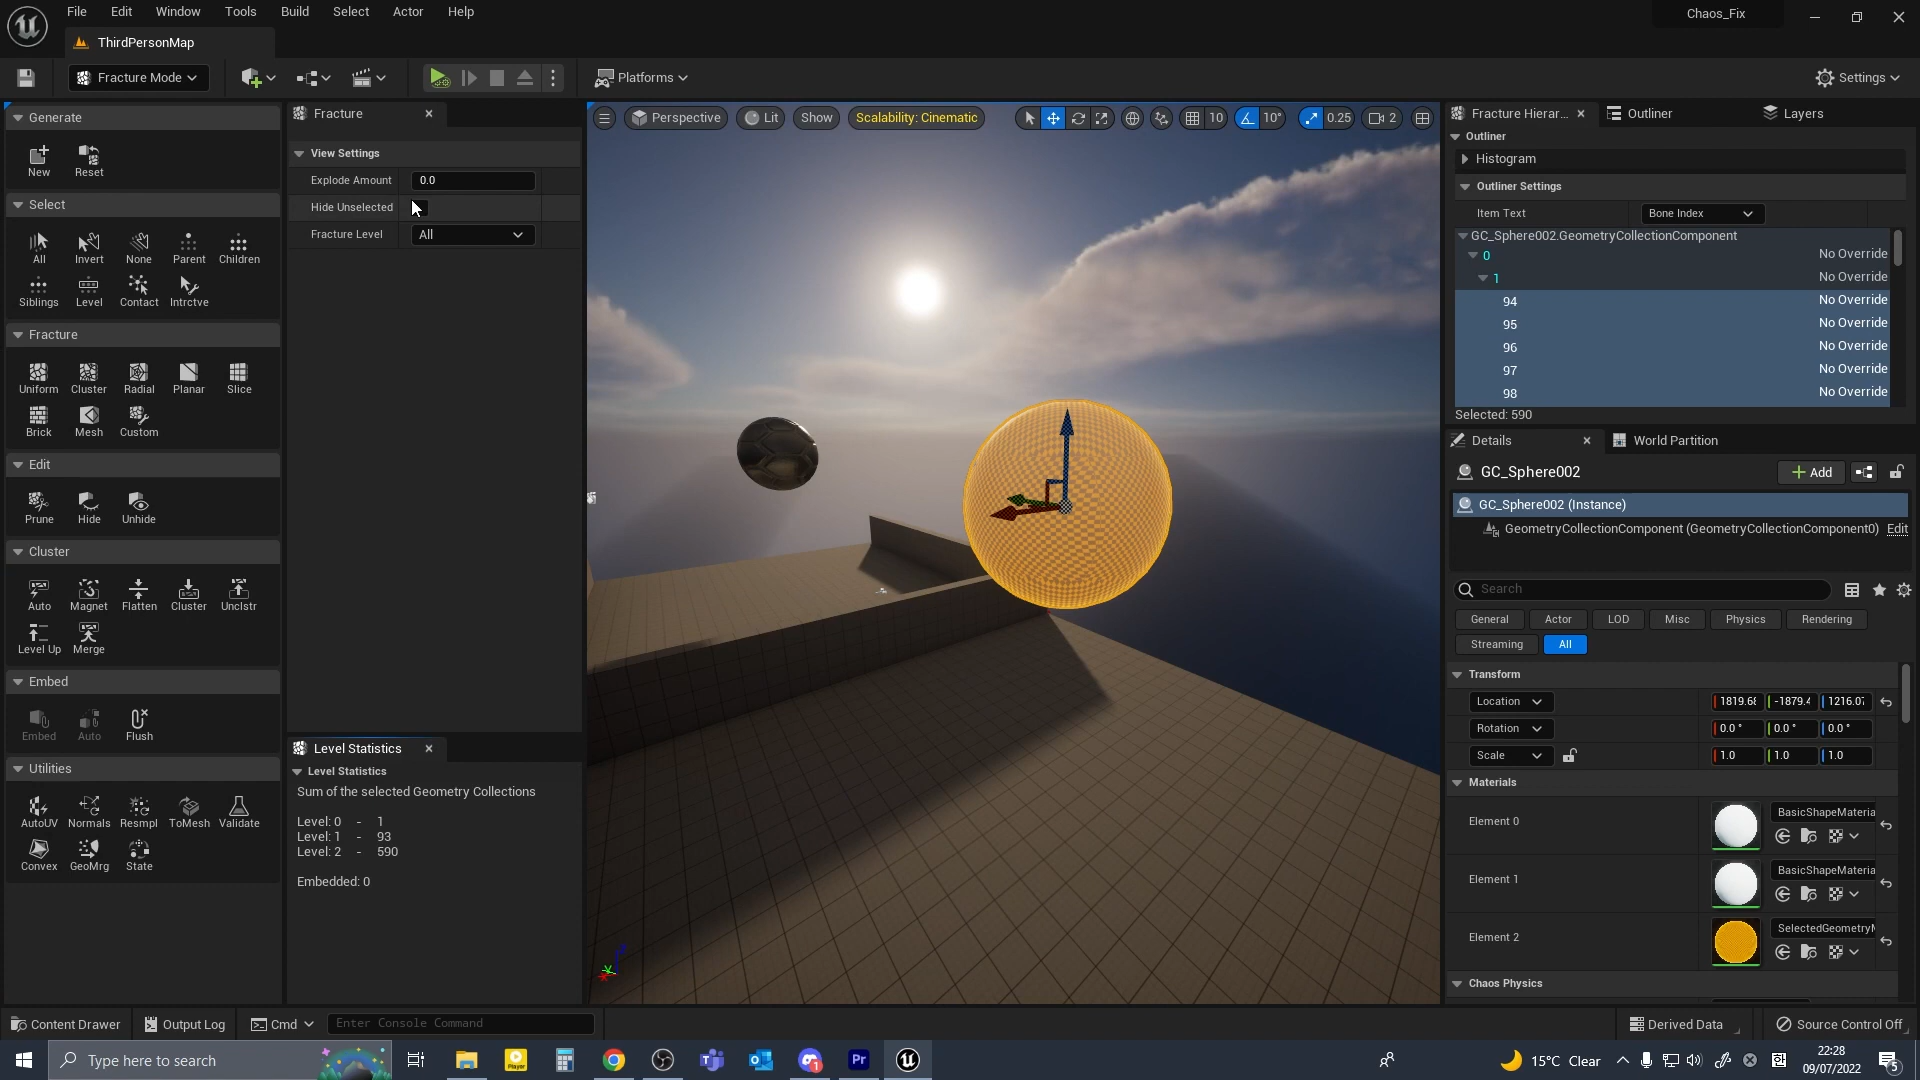 File Edit Window Tools Build Select Actor Help
Chaos_Fix
ThirdPersonMap
Fracture Mode
Platforms
Settings
Generate
New Reset
Select
All Invert None Parent Children
Siblings Level Contact Intrctve
Fracture
Uniform Cluster Radial Planar Slice
Brick Mesh Custom
Edit
Prune Hide Unhide
Cluster
Auto Magnet Flatten Cluster Unclstr
Level Up Merge
Embed
Embed Auto Flush
Utilities
AutoUV Normals Resmpl ToMesh Validate
Convex GeoMrg State
Fracture
View Settings
Explode Amount 0.0
Hide Unselected
Fracture Level All
Level Statistics
Level Statistics
Sum of the selected Geometry Collections
Level: 0 - 1
Level: 1 - 93
Level: 2 - 590
Embedded: 0
Perspective Lit Show Scalability: Cinematic 10 10° 0.25 2
Fracture Hierar... Outliner Layers
Outliner
Histogram
Outliner Settings
Item Text Bone Index
GC_Sphere002.GeometryCollectionComponent
0 No Override
1 No Override
94 No Override
95 No Override
96 No Override
97 No Override
98 No Override
Selected: 590
Details World Partition
GC_Sphere002 Add
GC_Sphere002 (Instance)
GeometryCollectionComponent (GeometryCollectionComponent0) Edit
Search
General Actor LOD Misc Physics Rendering
Streaming All
Transform
Location 1819.68 -1879.4 1216.07
Rotation 0.0° 0.0° 0.0°
Scale 1.0 1.0 1.0
Materials
Element 0 BasicShapeMateria
Element 1 BasicShapeMateria
Element 2 SelectedGeometryM
Chaos Physics
Content Drawer Output Log Cmd Enter Console Command
Derived Data Source Control Off
Type here to search
Player
Pr
15°C Clear
22:28
09/07/2022
5